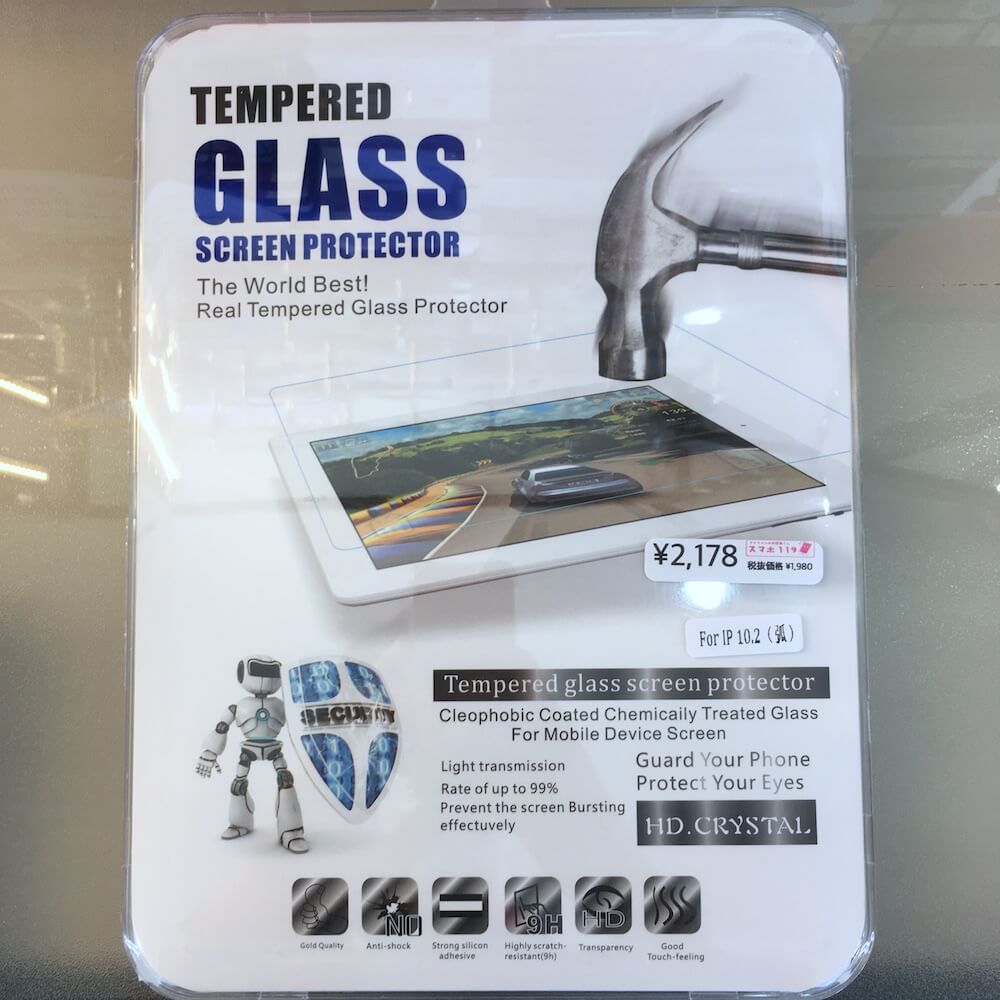 TEMPERED
GLASS
SCREEN PROTECTOR
The World Best!
Real Tempered Glass Protector
¥2,178
スマホ119
税抜価格 ¥1,980
For IP 10.2 (弧)
SECURITY
Tempered glass screen protector
Cleophobic Coated Chemically Treated Glass
For Mobile Device Screen
Light transmission
Rate of up to 99%
Prevent the screen Bursting
effectuvely
Guard Your Phone
Protect Your Eyes
HD.CRYSTAL
NO
9H
HD
Gold Quality
Anti-shock
Strong silicon
adhesive
Highly scratch-
resistant(9h)
Transparency
Good
Touch-feeling